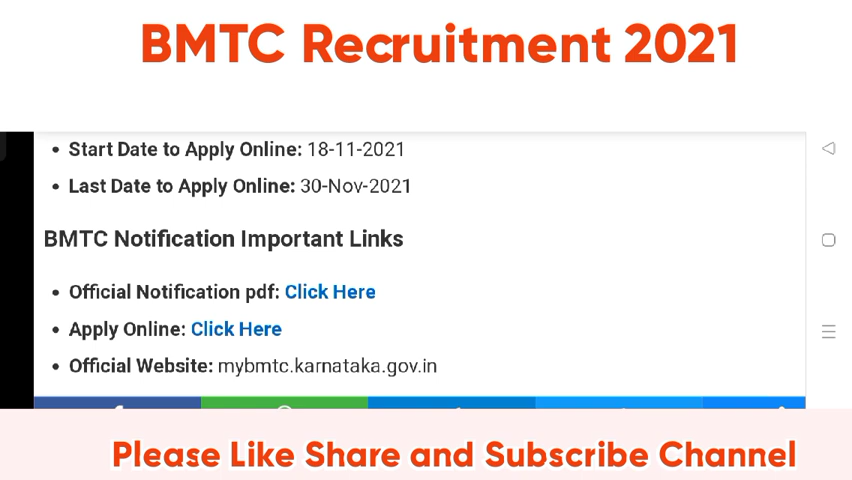 BMTC Recruitment 2021
• Start Date to Apply Online: 18-11-2021
• Last Date to Apply Online: 30-Nov-2021
BMTC Notification Important Links
• Official Notification pdf: Click Here
• Apply Online: Click Here
• Official Website: mybmtc.karnataka.gov.in
Please Like Share and Subscribe Channel